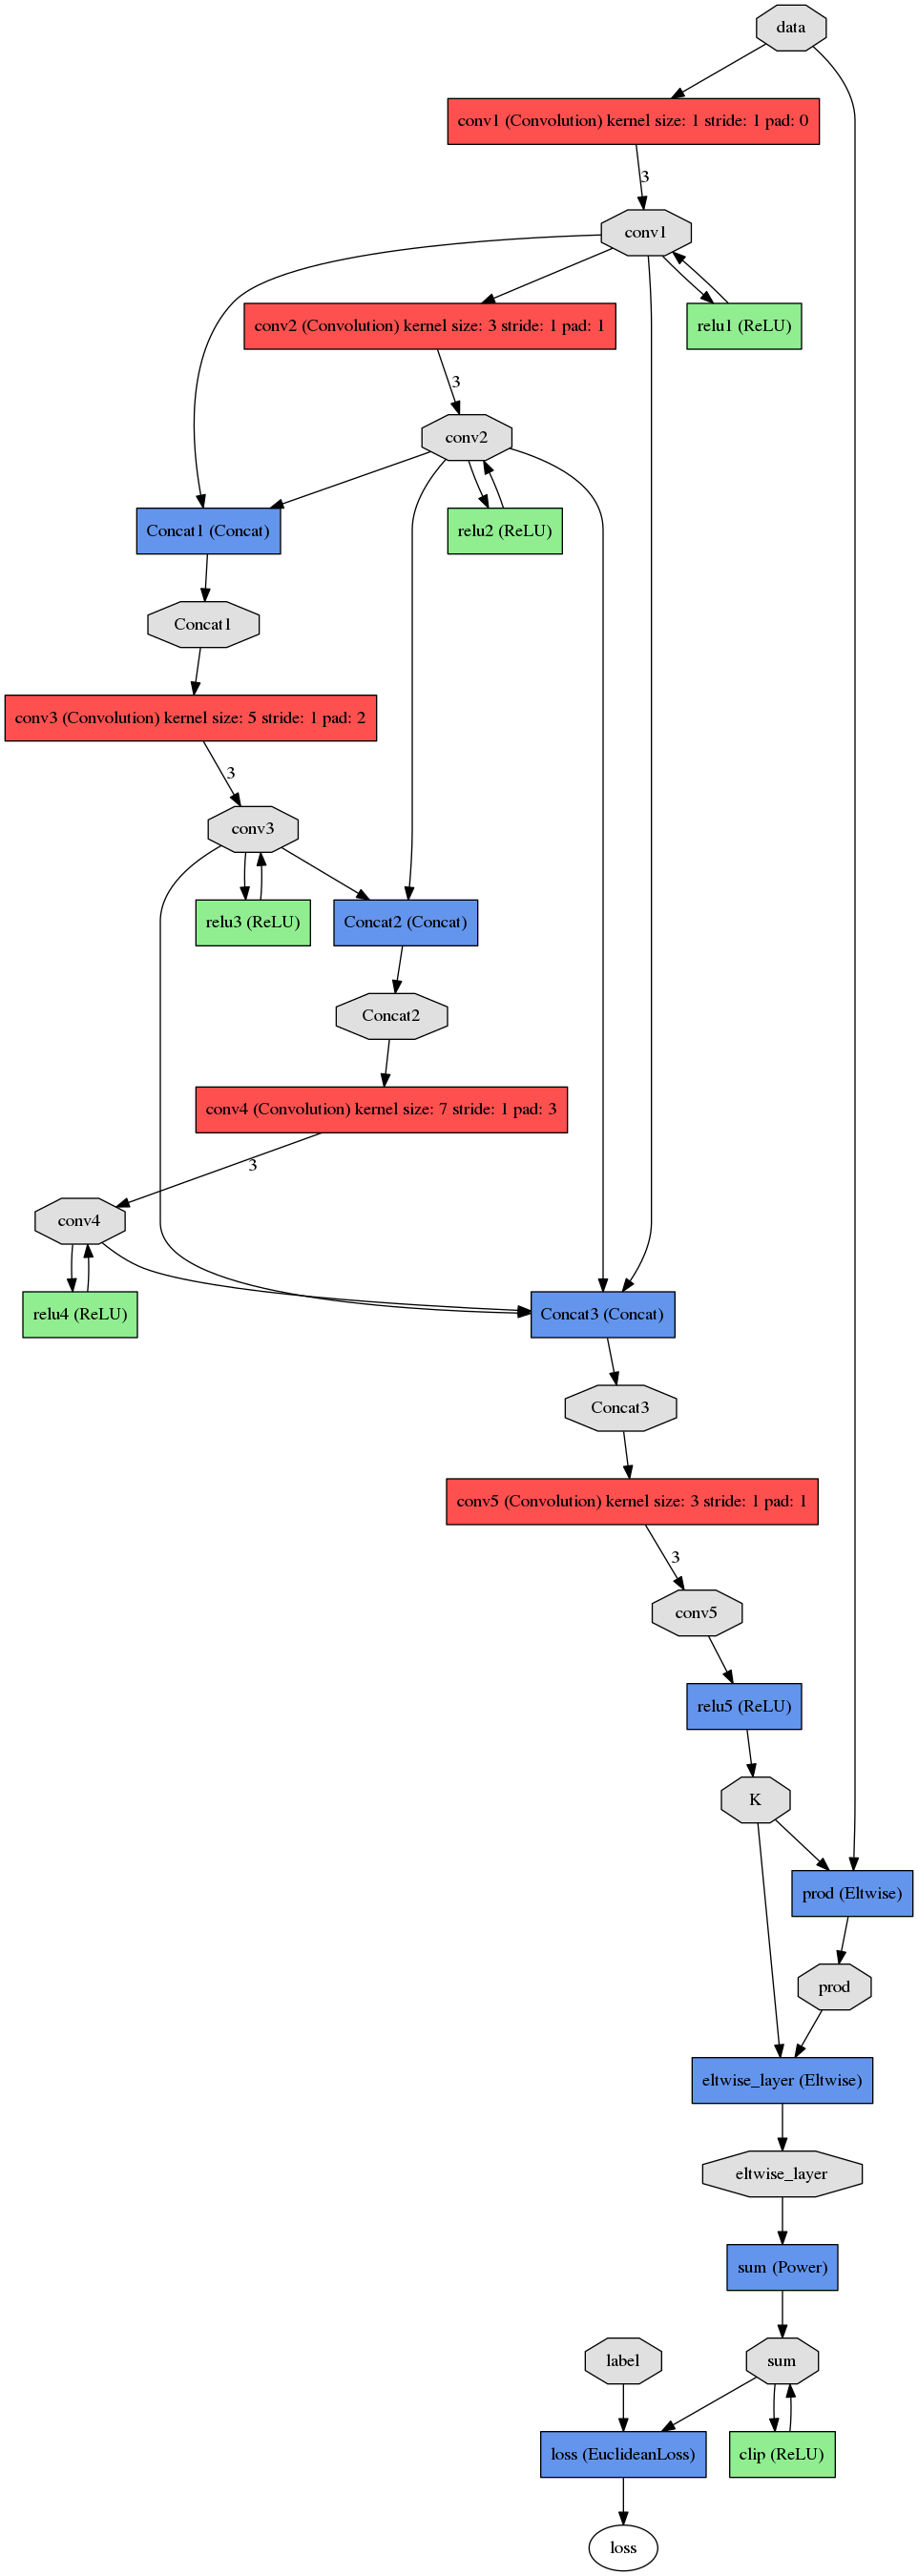 data
conv1 (Convolution) kernel size: 1 stride: 1 pad: 0
3
conv1
conv2 (Convolution) kernel size: 3 stride: 1 pad: 1
relu1 (ReLU)
3
conv2
Concat1 (Concat)
relu2 (ReLU)
Concat1
conv3 (Convolution) kernel size: 5 stride: 1 pad: 2
3
conv3
relu3 (ReLU)
Concat2 (Concat)
Concat2
conv4 (Convolution) kernel size: 7 stride: 1 pad: 3
3
conv4
relu4 (ReLU)
Concat3 (Concat)
Concat3
conv5 (Convolution) kernel size: 3 stride: 1 pad: 1
3
conv5
relu5 (ReLU)
K
prod (Eltwise)
prod
eltwise_layer (Eltwise)
eltwise_layer
sum (Power)
label
sum
loss (EuclideanLoss)
clip (ReLU)
loss